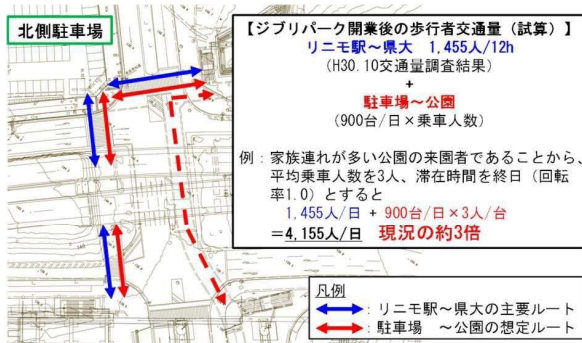 北側駐車場
【ジブリパーク開業後の歩行者交通量(試算)】
リニモ駅~県大 1,455人/12h
(H30.10交通量調査結果)
+
駐車場~公園
(900台/日×乗車人数)
例:家族連れが多い公園の来園者であることから、
平均乗車人数を3人、滞在時間を終日(回転
率1.0)とすると
1,455人/日 + 900台/日×3人/台
=4,155人/日 現況の約3倍
凡例
:リニモ駅~県大の主要ルート
:駐車場 ~公園の想定ルート